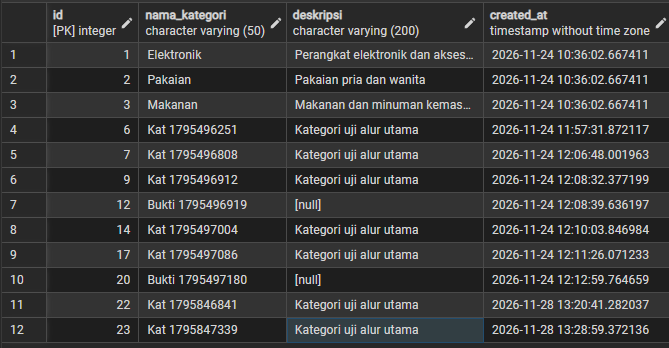 id nama_kategori deskripsi created_at
[PK] integer character varying (50) character varying (200) timestamp without time zone
1 1 Elektronik Perangkat elektronik dan akses… 2026-11-24 10:36:02.667411
2 2 Pakaian Pakaian pria dan wanita 2026-11-24 10:36:02.667411
3 3 Makanan Makanan dan minuman kemas… 2026-11-24 10:36:02.667411
4 6 Kat 1795496251 Kategori uji alur utama 2026-11-24 11:57:31.872117
5 7 Kat 1795496808 Kategori uji alur utama 2026-11-24 12:06:48.001963
6 9 Kat 1795496912 Kategori uji alur utama 2026-11-24 12:08:32.377199
7 12 Bukti 1795496919 [null] 2026-11-24 12:08:39.636197
8 14 Kat 1795497004 Kategori uji alur utama 2026-11-24 12:10:03.846984
9 17 Kat 1795497086 Kategori uji alur utama 2026-11-24 12:11:26.071233
10 20 Bukti 1795497180 [null] 2026-11-24 12:12:59.764659
11 22 Kat 1795846841 Kategori uji alur utama 2026-11-28 13:20:41.282037
12 23 Kat 1795847339 Kategori uji alur utama 2026-11-28 13:28:59.372136